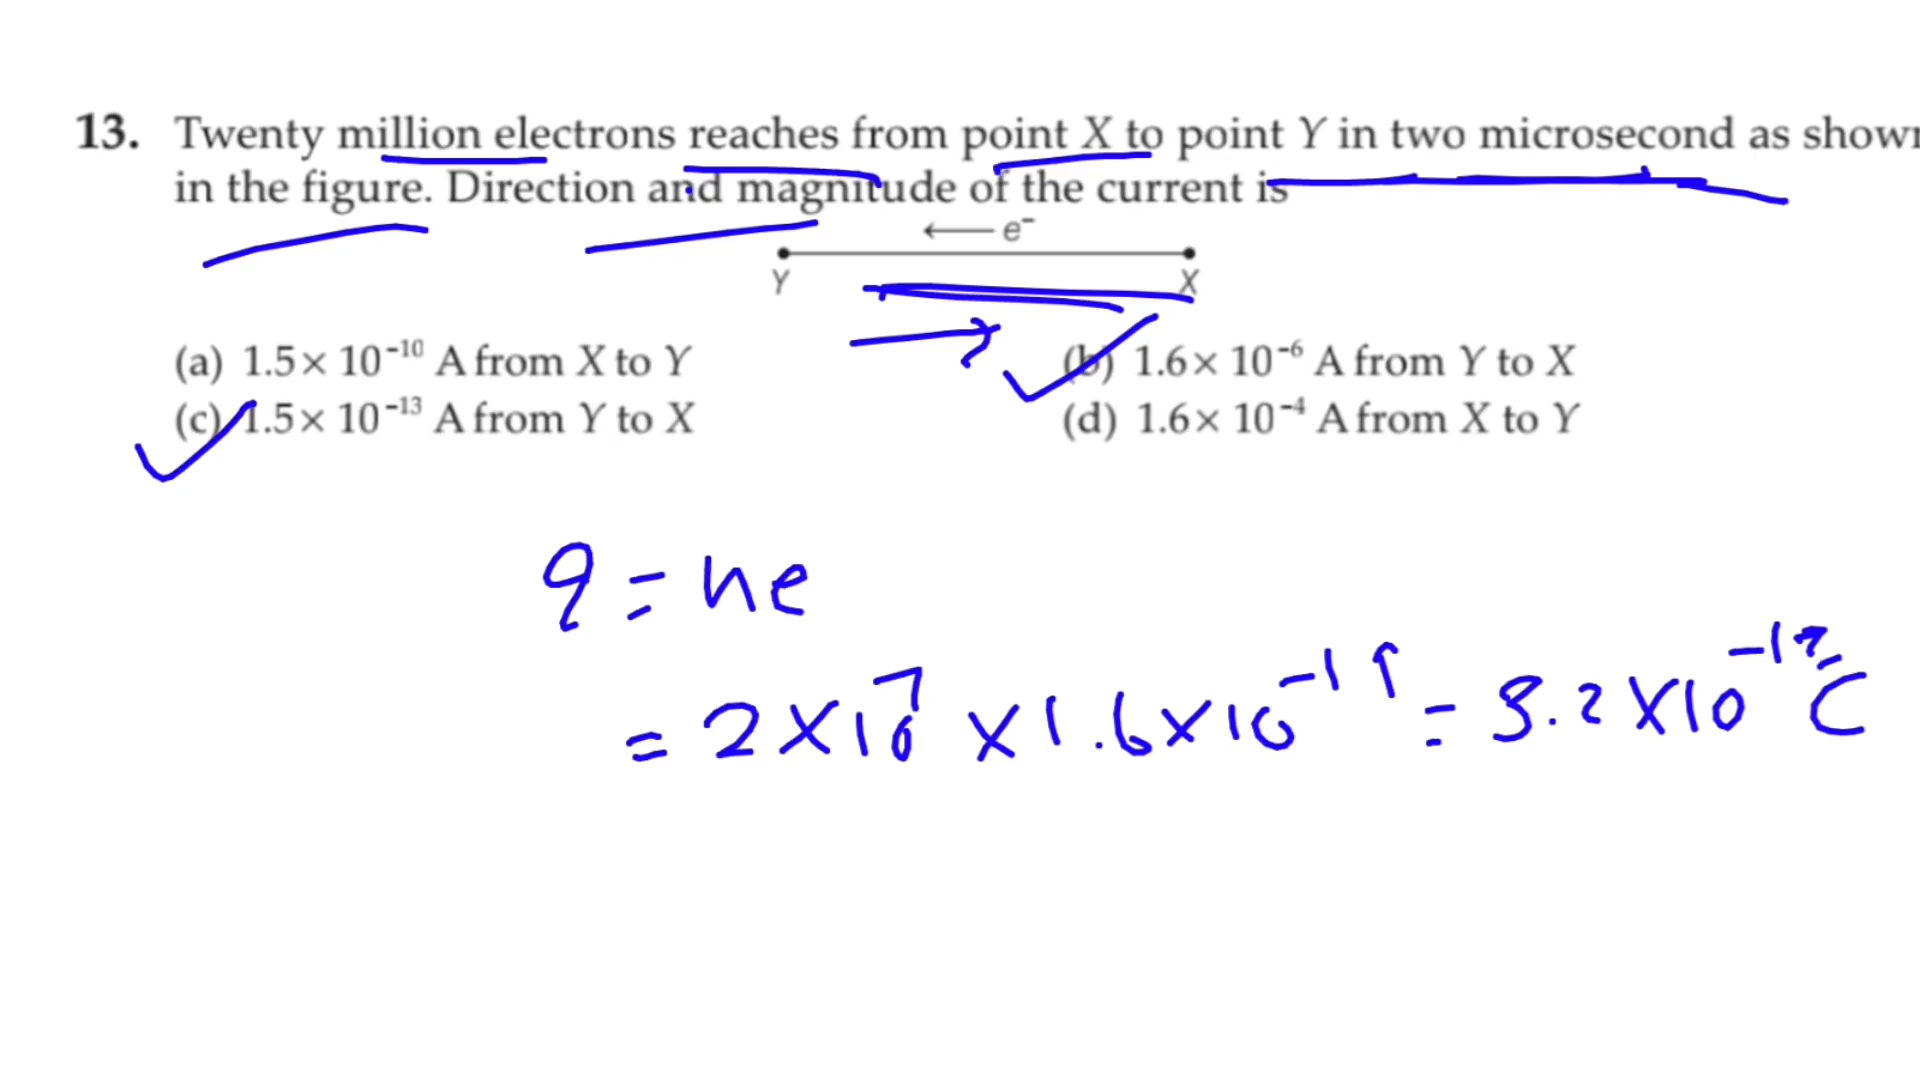 13. Twenty million electrons reaches from point X to point Y in two microsecond as shown
in the figure. Direction and magnitude of the current is
← e⁻
Y X
(a) 1.5 × 10⁻¹⁰ A from X to Y (b) 1.6 × 10⁻⁶ A from Y to X
(c) 1.5 × 10⁻¹³ A from Y to X (d) 1.6 × 10⁻⁴ A from X to Y
q = ne
= 2 × 10⁷ × 1.6 × 10⁻¹⁹ = 3.2 × 10⁻¹² C